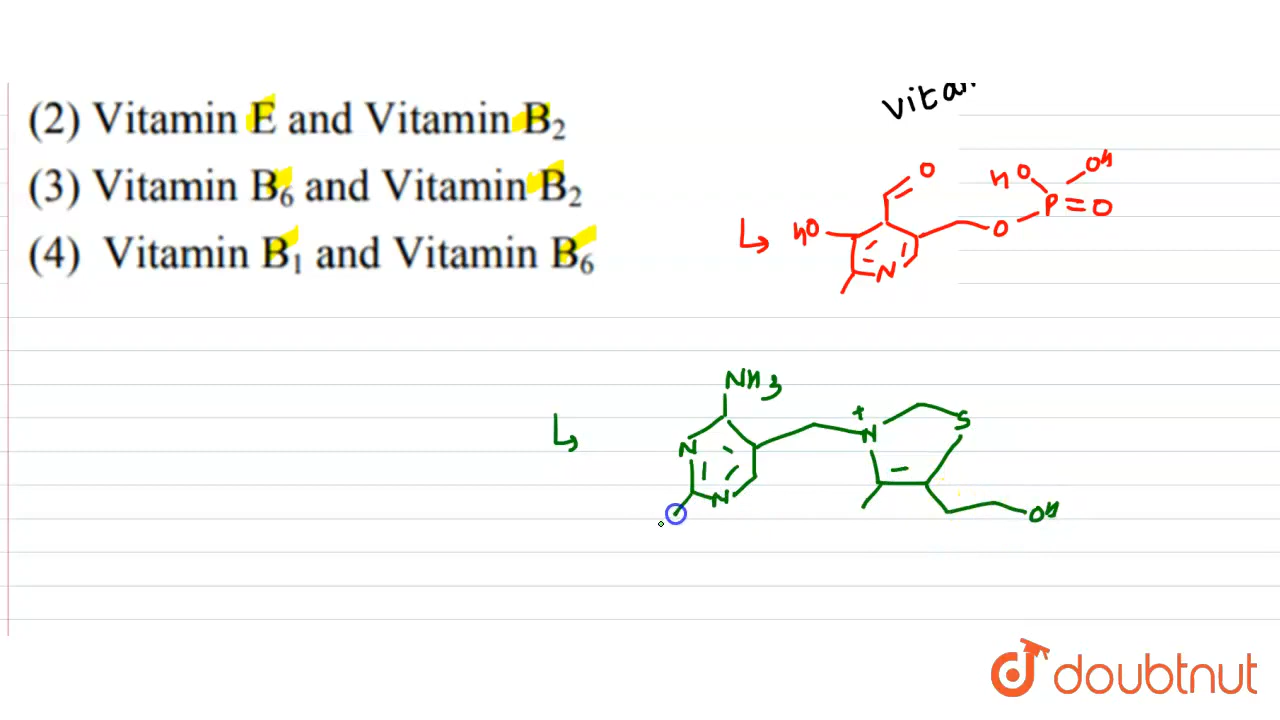 vitam
(2) Vitamin E and Vitamin B₂
(3) Vitamin B₆ and Vitamin B₂
(4) Vitamin B₁ and Vitamin B₆
O
HO
OH
HO
P
O
O
N
NH3
N
N
+
N
S
OH
doubtnut